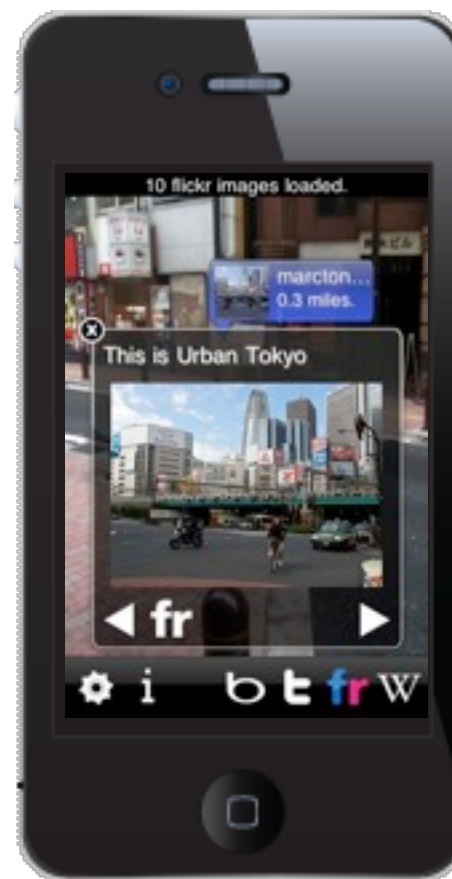 10 flickr images loaded.
marcton...
0.3 miles.
X
This is Urban Tokyo
fr
i b t fr W